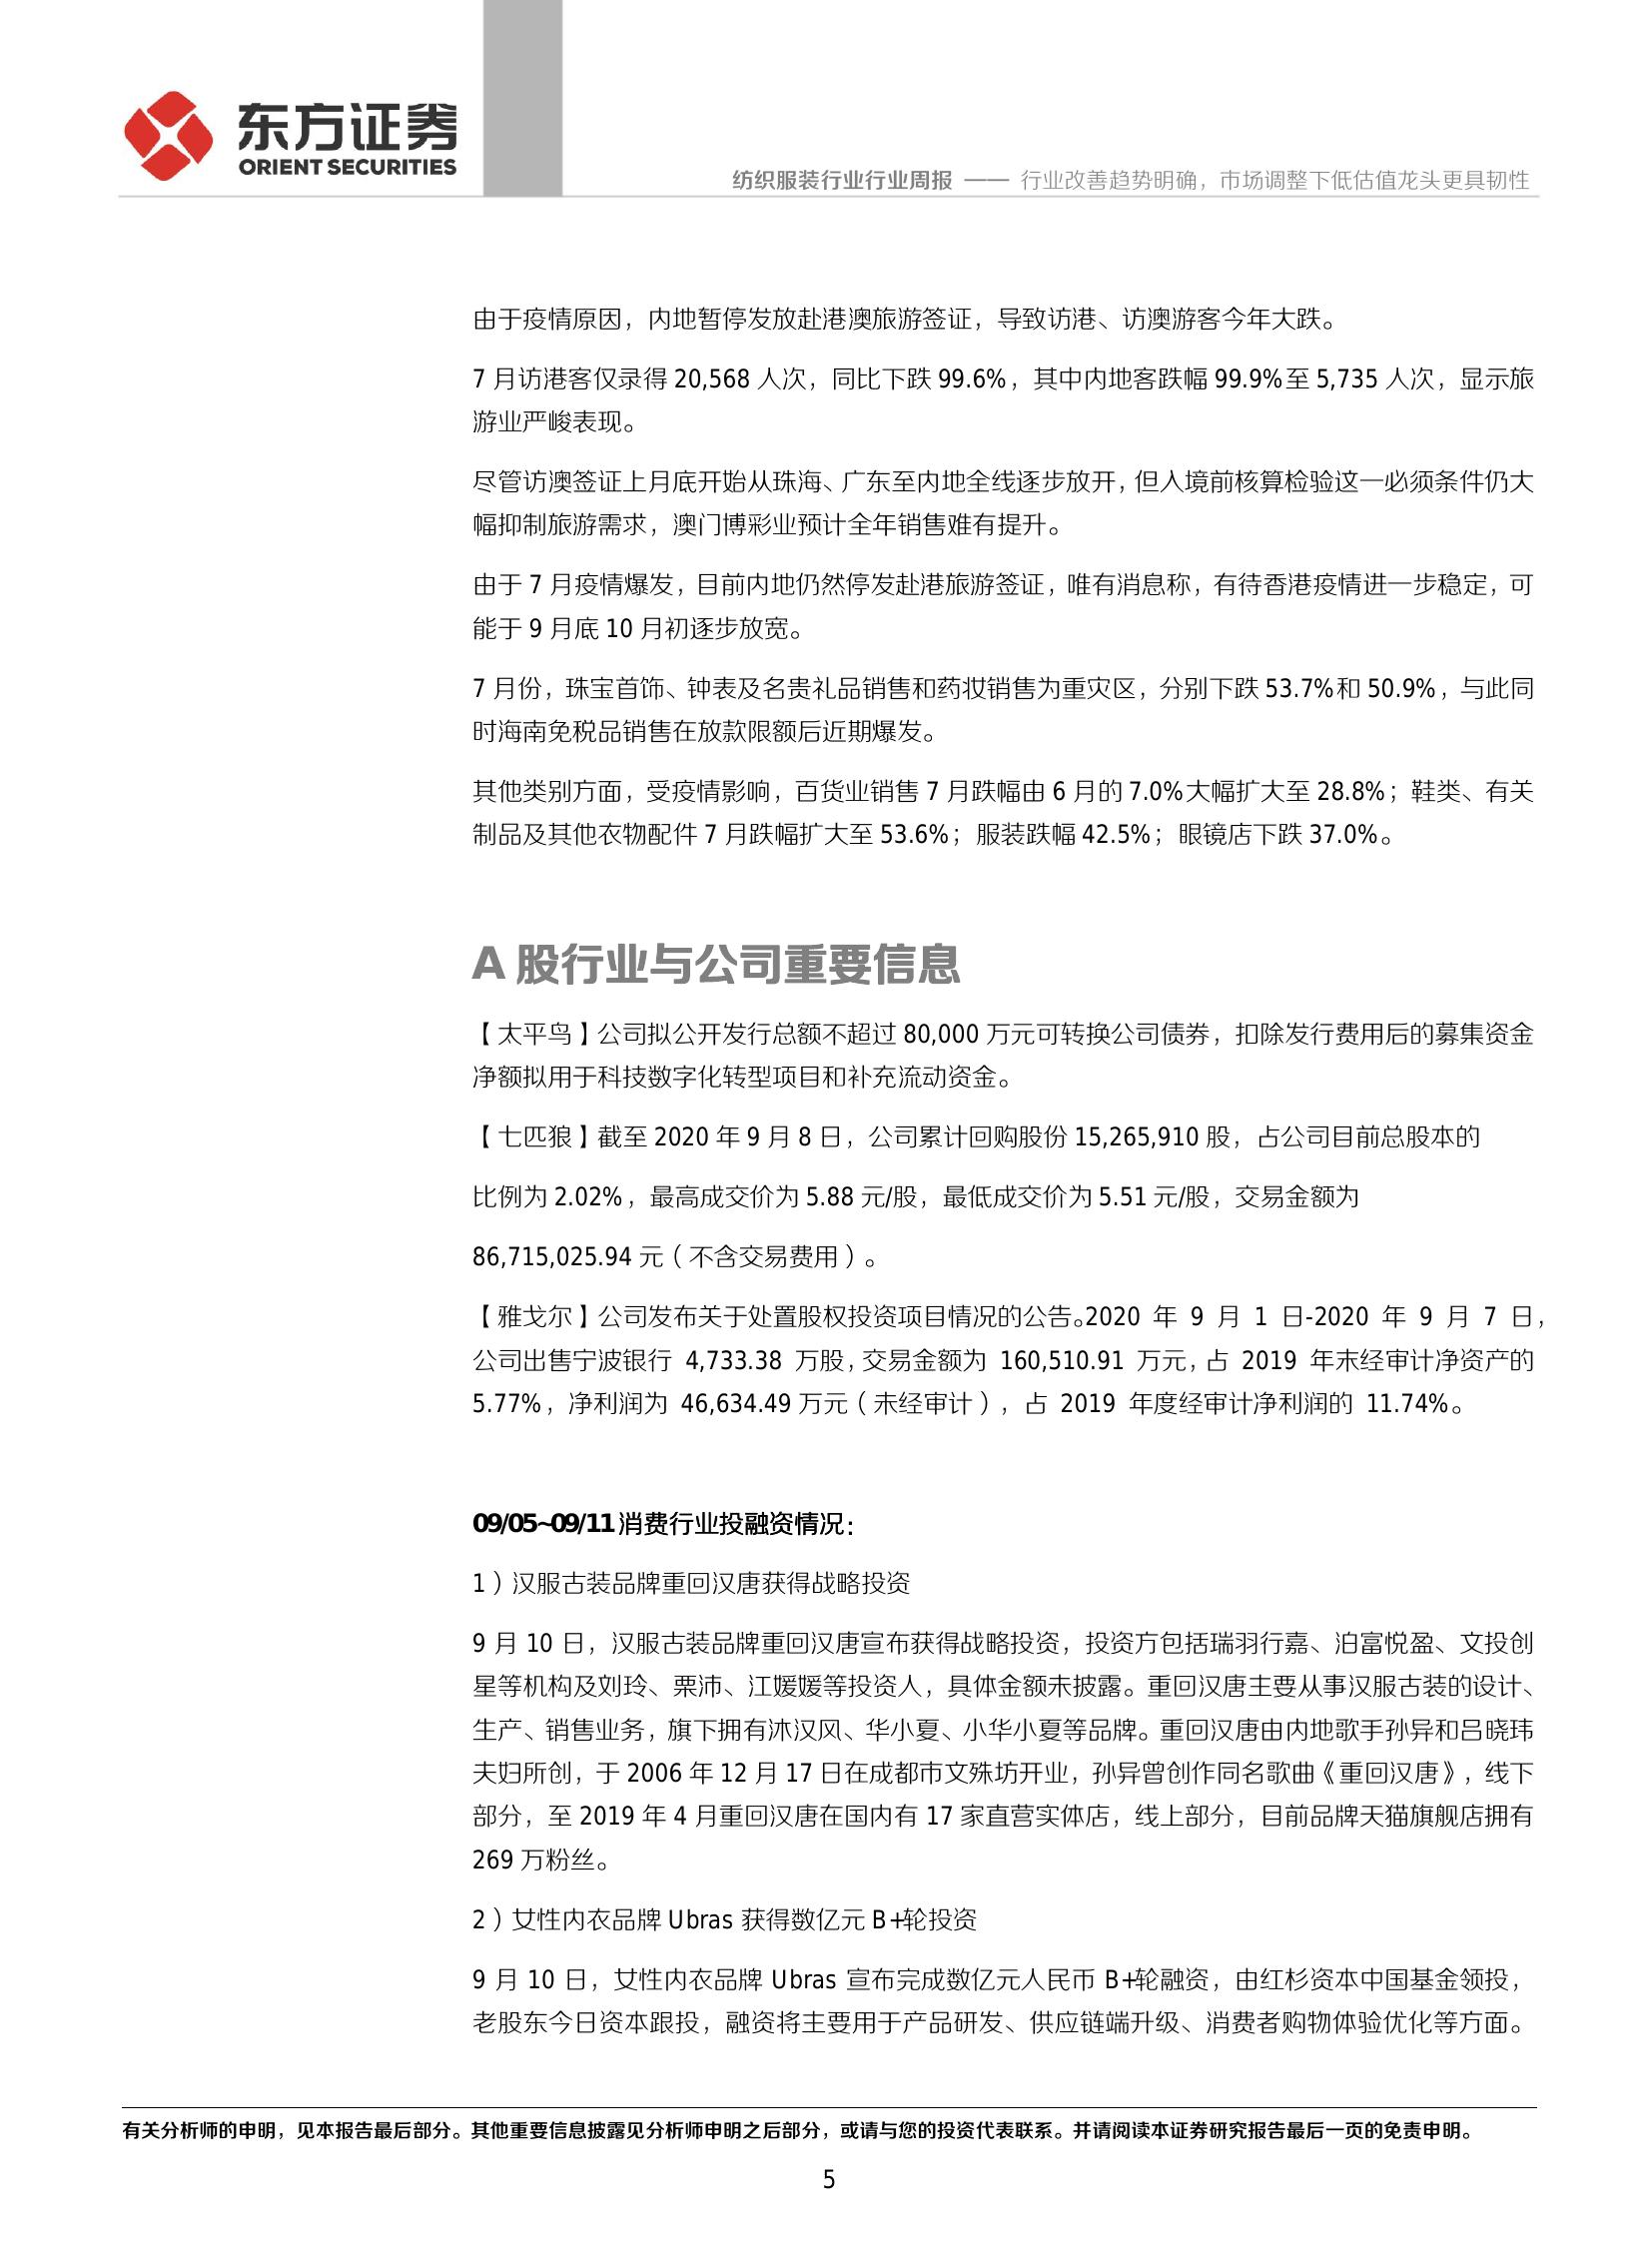 东方证券
ORIENT SECURITIES
纺织服装行业行业周报 —— 行业改善趋势明确，市场调整下低估值龙头更具韧性
由于疫情原因，内地暂停发放赴港澳旅游签证，导致访港、访澳游客今年大跌。
7 月访港客仅录得 20,568 人次，同比下跌 99.6%，其中内地客跌幅 99.9%至 5,735 人次，显示旅
游业严峻表现。
尽管访澳签证上月底开始从珠海、广东至内地全线逐步放开，但入境前核算检验这一必须条件仍大
幅抑制旅游需求，澳门博彩业预计全年销售难有提升。
由于 7 月疫情爆发，目前内地仍然停发赴港旅游签证，唯有消息称，有待香港疫情进一步稳定，可
能于 9 月底 10 月初逐步放宽。
7 月份，珠宝首饰、钟表及名贵礼品销售和药妆销售为重灾区，分别下跌 53.7%和 50.9%，与此同
时海南免税品销售在放款限额后近期爆发。
其他类别方面，受疫情影响，百货业销售 7 月跌幅由 6 月的 7.0%大幅扩大至 28.8%；鞋类、有关
制品及其他衣物配件 7 月跌幅扩大至 53.6%；服装跌幅 42.5%；眼镜店下跌 37.0%。
A 股行业与公司重要信息
【太平鸟】公司拟公开发行总额不超过 80,000 万元可转换公司债券，扣除发行费用后的募集资金
净额拟用于科技数字化转型项目和补充流动资金。
【七匹狼】截至 2020 年 9 月 8 日，公司累计回购股份 15,265,910 股，占公司目前总股本的
比例为 2.02%，最高成交价为 5.88 元/股，最低成交价为 5.51 元/股，交易金额为
86,715,025.94 元（不含交易费用）。
【雅戈尔】公司发布关于处置股权投资项目情况的公告。2020 年 9 月 1 日-2020 年 9 月 7 日，
公司出售宁波银行 4,733.38 万股，交易金额为 160,510.91 万元，占 2019 年末经审计净资产的
5.77%，净利润为 46,634.49 万元（未经审计），占 2019 年度经审计净利润的 11.74%。
09/05~09/11 消费行业投融资情况：
1）汉服古装品牌重回汉唐获得战略投资
9 月 10 日，汉服古装品牌重回汉唐宣布获得战略投资，投资方包括瑞羽行嘉、泊富悦盈、文投创
星等机构及刘玲、栗沛、江媛媛等投资人，具体金额未披露。重回汉唐主要从事汉服古装的设计、
生产、销售业务，旗下拥有沐汉风、华小夏、小华小夏等品牌。重回汉唐由内地歌手孙异和吕晓玮
夫妇所创，于 2006 年 12 月 17 日在成都市文殊坊开业，孙异曾创作同名歌曲《重回汉唐》，线下
部分，至 2019 年 4 月重回汉唐在国内有 17 家直营实体店，线上部分，目前品牌天猫旗舰店拥有
269 万粉丝。
2）女性内衣品牌 Ubras 获得数亿元 B+轮投资
9 月 10 日，女性内衣品牌 Ubras 宣布完成数亿元人民币 B+轮融资，由红杉资本中国基金领投，
老股东今日资本跟投，融资将主要用于产品研发、供应链端升级、消费者购物体验优化等方面。
有关分析师的申明，见本报告最后部分。其他重要信息披露见分析师申明之后部分，或请与您的投资代表联系。并请阅读本证券研究报告最后一页的免责申明。
5